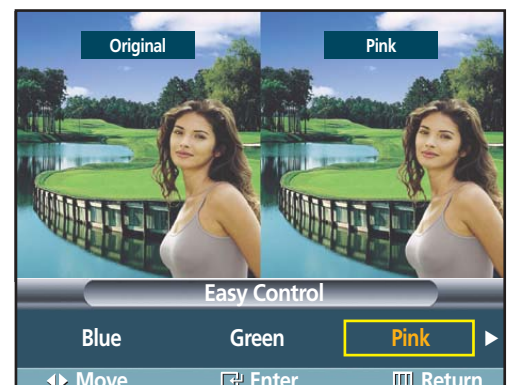 Original Pink
Easy Control
Blue Green Pink
Move Enter Return